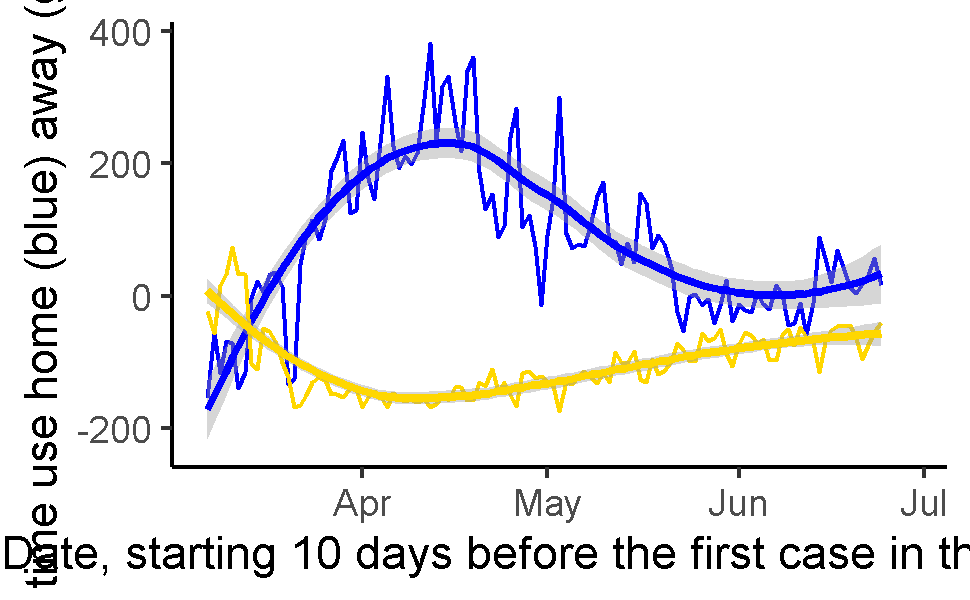 time use home (blue) away (
400
200
0
-200
Apr May Jun Jul
Date, starting 10 days before the first case in th